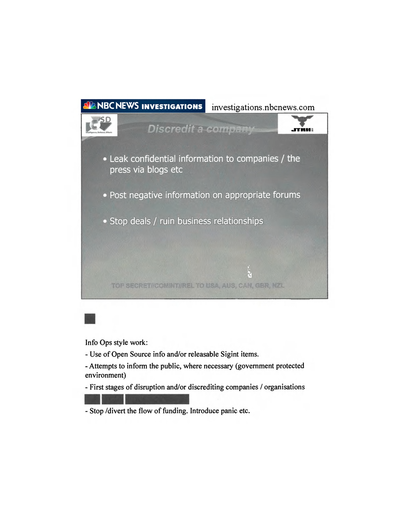 NBC NEWS INVESTIGATIONS investigations.nbcnews.com
Discredit a company
JTRIG
• Leak confidential information to companies / the
press via blogs etc
• Post negative information on appropriate forums
• Stop deals / ruin business relationships
TOP SECRET//COMINT//REL TO USA, AUS, CAN, GBR, NZL
Info Ops style work:
- Use of Open Source info and/or releasable Sigint items.
- Attempts to inform the public, where necessary (government protected
environment)
- First stages of disruption and/or discrediting companies / organisations
- Stop /divert the flow of funding. Introduce panic etc.